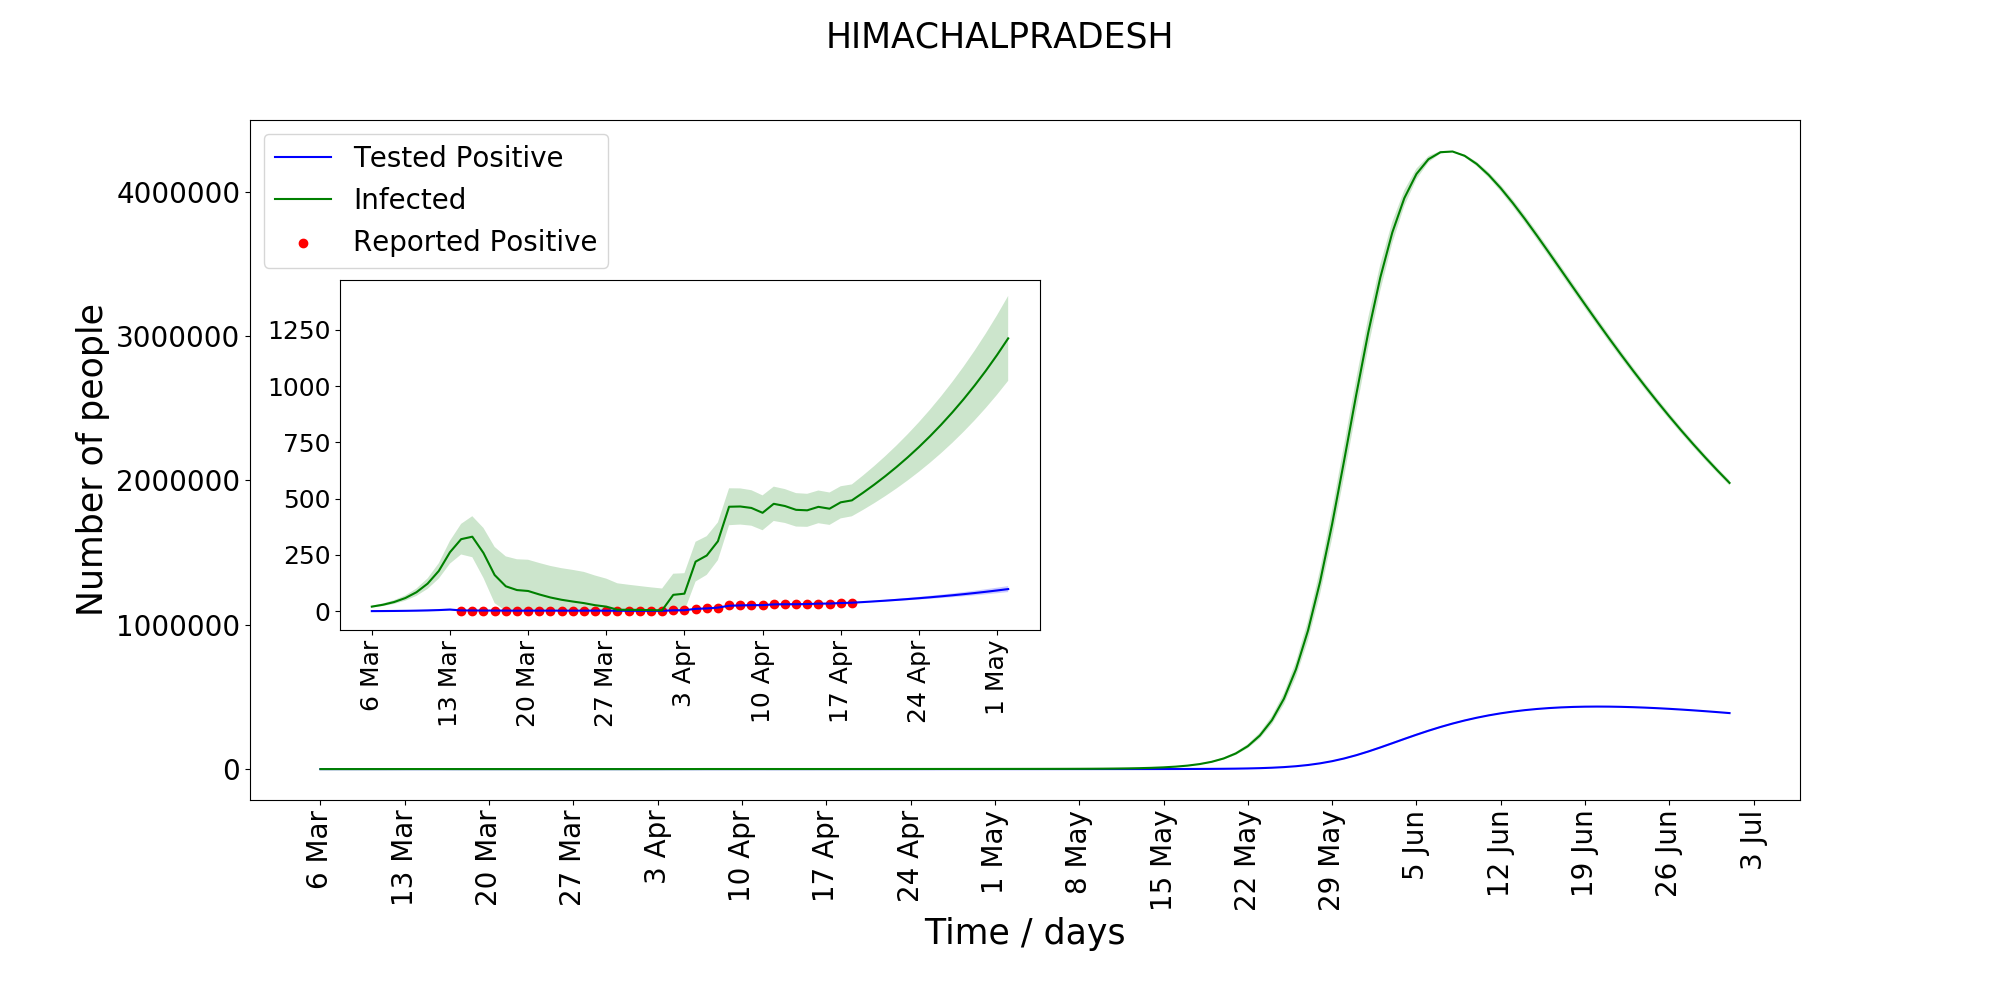 HIMACHALPRADESH
Tested Positive
Infected
Reported Positive
Number of people
4000000
3000000
2000000
1000000
0
1250
1000
750
500
250
0
6 Mar
13 Mar
20 Mar
27 Mar
3 Apr
10 Apr
17 Apr
24 Apr
1 May
6 Mar
13 Mar
20 Mar
27 Mar
3 Apr
10 Apr
17 Apr
24 Apr
1 May
8 May
15 May
22 May
29 May
5 Jun
12 Jun
19 Jun
26 Jun
3 Jul
Time / days